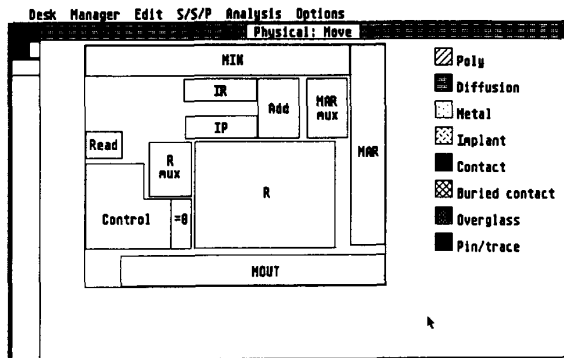 Desk Manager Edit S/S/P Analysis Options
Physical: Move
MIN
IR
Add
MAR
mux
IP
Read
R
mux
R
MAR
Control
=0
MOUT
Poly
Diffusion
Metal
Implant
Contact
Buried contact
Overglass
Pin/trace